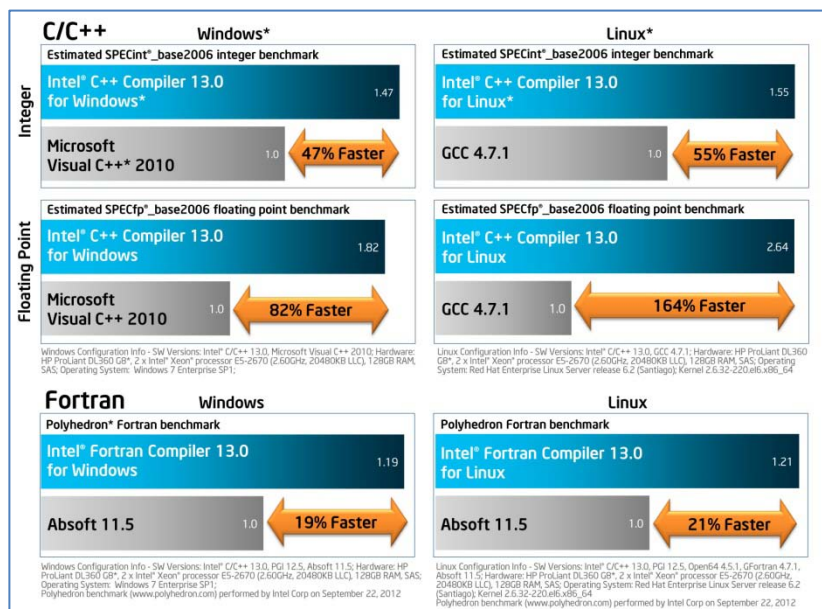 C/C++
Windows*
Linux*
Integer
Estimated SPECint®_base2006 integer benchmark
Intel® C++ Compiler 13.0
for Windows*
1.47
Microsoft
Visual C++* 2010
1.0
47% Faster
Estimated SPECint®_base2006 integer benchmark
Intel® C++ Compiler 13.0
for Linux*
1.55
GCC 4.7.1
1.0
55% Faster
Floating Point
Estimated SPECfp®_base2006 floating point benchmark
Intel® C++ Compiler 13.0
for Windows
1.82
Microsoft
Visual C++ 2010
1.0
82% Faster
Estimated SPECfp®_base2006 floating point benchmark
Intel® C++ Compiler 13.0
for Linux
2.64
GCC 4.7.1
1.0
164% Faster
Windows Configuration Info - SW Versions: Intel® C/C++ 13.0, Microsoft Visual C++ 2010; Hardware:
HP ProLiant DL360 G8*, 2 x Intel® Xeon® processor E5-2670 (2.60GHz, 20480KB LLC), 128GB RAM,
SAS; Operating System: Windows 7 Enterprise SP1;
Linux Configuration Info - SW Versions: Intel® C/C++ 13.0, GCC 4.7.1; Hardware: HP ProLiant DL360
G8*, 2 x Intel® Xeon® processor E5-2670 (2.60GHz, 20480KB LLC), 128GB RAM, SAS; Operating
System: Red Hat Enterprise Linux Server release 6.2 (Santiago); Kernel 2.6.32-220.el6.x86_64
Fortran
Windows
Linux
Polyhedron* Fortran benchmark
Intel® Fortran Compiler 13.0
for Windows
1.19
Absoft 11.5
1.0
19% Faster
Polyhedron Fortran benchmark
Intel® Fortran Compiler 13.0
for Linux
1.21
Absoft 11.5
1.0
21% Faster
Windows Configuration Info - SW Versions: Intel® C/C++ 13.0, PGI 12.5, Absoft 11.5; Hardware: HP
ProLiant DL360 G8*, 2 x Intel® Xeon® processor E5-2670 (2.60GHz, 20480KB LLC), 128GB RAM, SAS;
Operating System: Windows 7 Enterprise SP1;
Polyhedron benchmark (www.polyhedron.com) performed by Intel Corp on September 22, 2012
Linux Configuration Info - SW Versions: Intel® C/C++ 13.0, PGI 12.5, Open64 4.5.1, GFortran 4.7.1,
Absoft 11.5; Hardware: HP ProLiant DL360 G8*, 2 x Intel® Xeon® processor E5-2670 (2.60GHz,
20480KB LLC), 128GB RAM, SAS; Operating System: Red Hat Enterprise Linux Server release 6.2
(Santiago); Kernel 2.6.32-220.el6.x86_64
Polyhedron benchmark (www.polyhedron.com) performed by Intel Corp on September 22, 2012